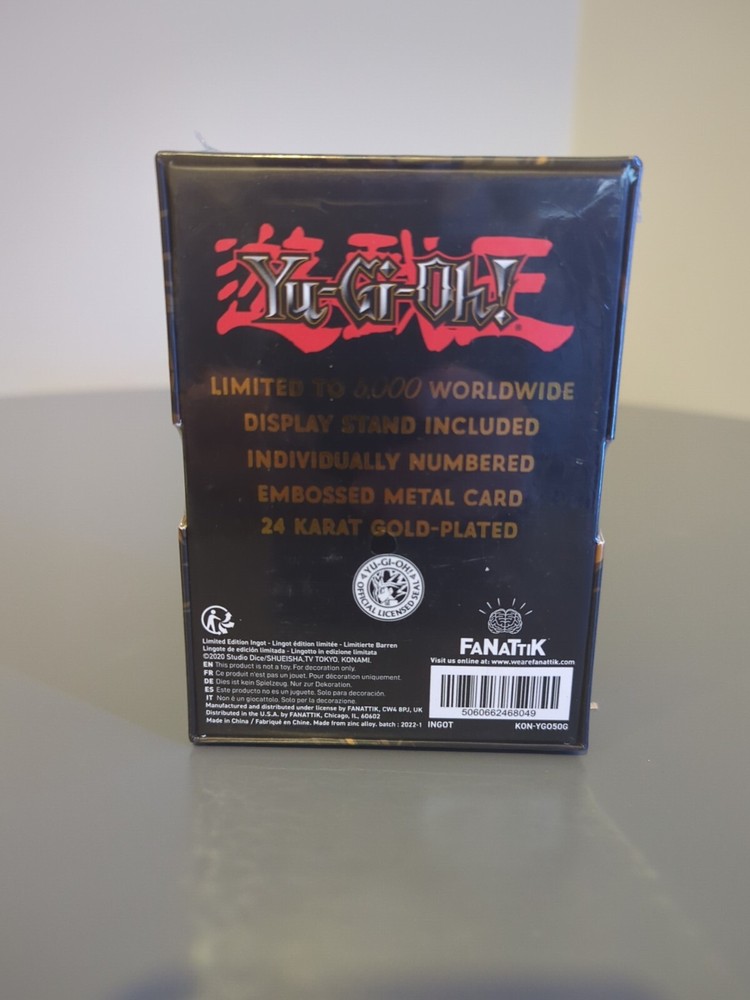 遊戯王
Yu-Gi-Oh!
®
LIMITED TO 5,000 WORLDWIDE
DISPLAY STAND INCLUDED
INDIVIDUALLY NUMBERED
EMBOSSED METAL CARD
24 KARAT GOLD-PLATED
YU-GI-OH!
OFFICIAL LICENSED SEAL
FANATTIK
Visit us online at: www.wearefanattik.com
Limited Edition Ingot - Lingot édition limitée - Limitierte Barren
Lingote de edición limitada - Lingotto in edizione limitata
©2020 Studio Dice/SHUEISHA,TV TOKYO, KONAMI.
EN This product is not a toy. For decoration only.
FR Ce produit n'est pas un jouet. Pour décoration uniquement.
DE Dies ist kein Spielzeug. Nur zur Dekoration.
ES Este producto no es un juguete. Solo para decoración.
IT Non è un giocattolo. Solo per la decorazione.
Manufactured and distributed under license by FANATTIK, CW4 8PJ, UK
Distributed in the U.S.A. by FANATTIK, Chicago, IL, 60602
Made in China / Fabriqué en Chine. Made from zinc alloy. batch : 2022-1
5060662468049
INGOT KON-YGO50G